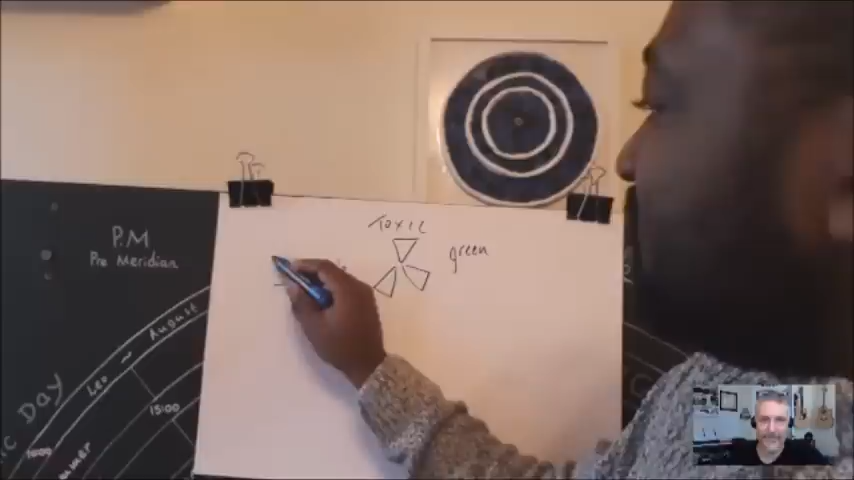 P.M
Pre Meridian
Toxic
green
August
~
Leo
15:00
Day